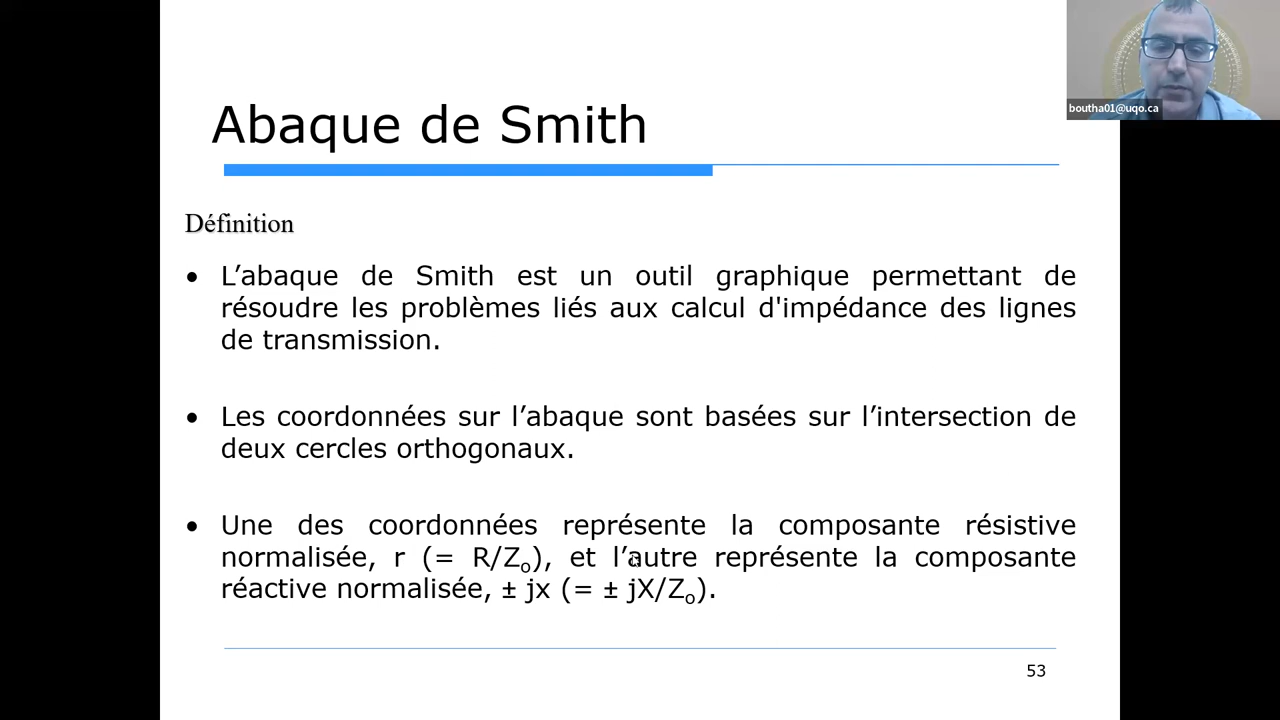 boutha01@uqo.ca
Abaque de Smith
Définition
• L’abaque de Smith est un outil graphique permettant de
résoudre les problèmes liés aux calcul d'impédance des lignes
de transmission.
• Les coordonnées sur l’abaque sont basées sur l’intersection de
deux cercles orthogonaux.
• Une des coordonnées représente la composante résistive
normalisée, r (= R/Zo), et l’autre représente la composante
réactive normalisée, ± jx (= ± jX/Zo).
53